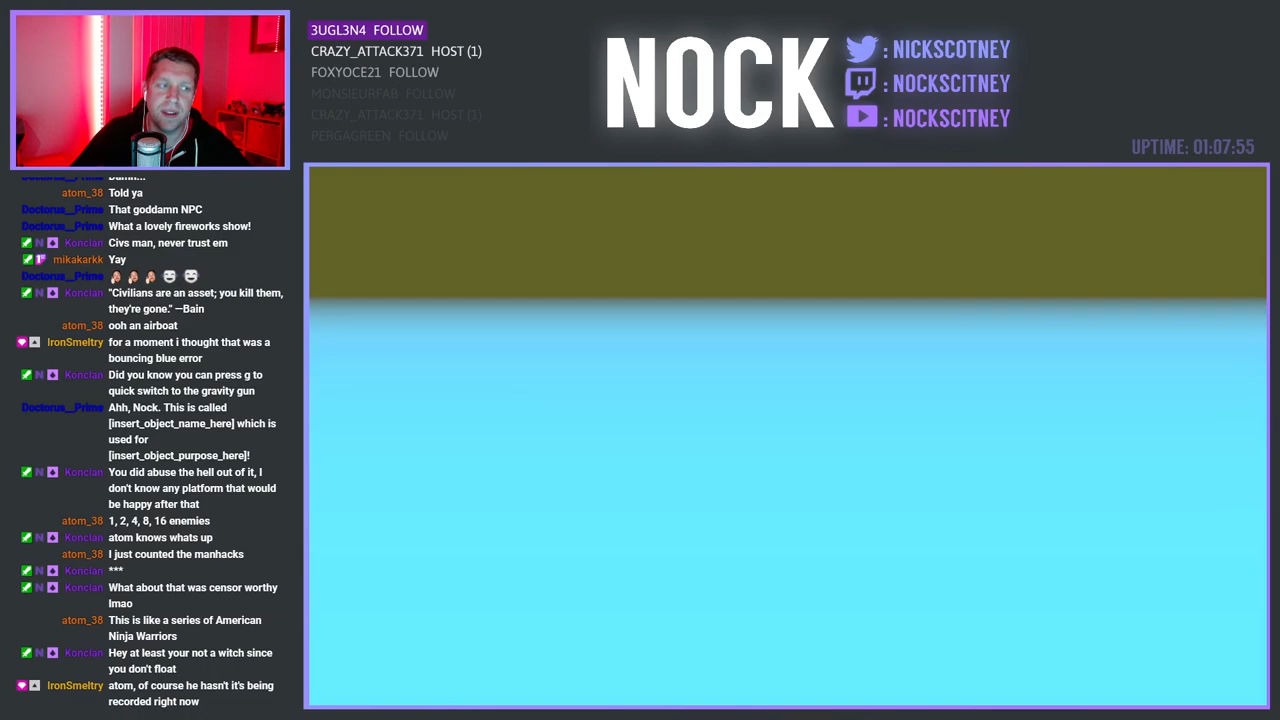 3UGL3N4 FOLLOW
CRAZY_ATTACK371 HOST (1)
FOXYOCE21 FOLLOW
MONSIEURFAB FOLLOW
CRAZY_ATTACK371 HOST (1)
PERGAGREEN FOLLOW
NOCK
: NICKSCOTNEY
: NOCKSCITNEY
: NOCKSCITNEY
UPTIME: 01:07:55
Doctorus__Prime Damn...
atom_38 Told ya
Doctorus__Prime That goddamn NPC
Doctorus__Prime What a lovely fireworks show!
N Koncian Civs man, never trust em
mikakarkk Yay
Doctorus__Prime
N Koncian "Civilians are an asset; you kill them,
they're gone." —Bain
atom_38 ooh an airboat
IronSmeltry for a moment i thought that was a
bouncing blue error
N Koncian Did you know you can press g to
quick switch to the gravity gun
Doctorus__Prime Ahh, Nock. This is called
[insert_object_name_here] which is
used for
[insert_object_purpose_here]!
N Koncian You did abuse the hell out of it, I
don't know any platform that would
be happy after that
atom_38 1, 2, 4, 8, 16 enemies
N Koncian atom knows whats up
atom_38 I just counted the manhacks
N Koncian ***
N Koncian What about that was censor worthy
lmao
atom_38 This is like a series of American
Ninja Warriors
N Koncian Hey at least your not a witch since
you don't float
IronSmeltry atom, of course he hasn't it's being
recorded right now